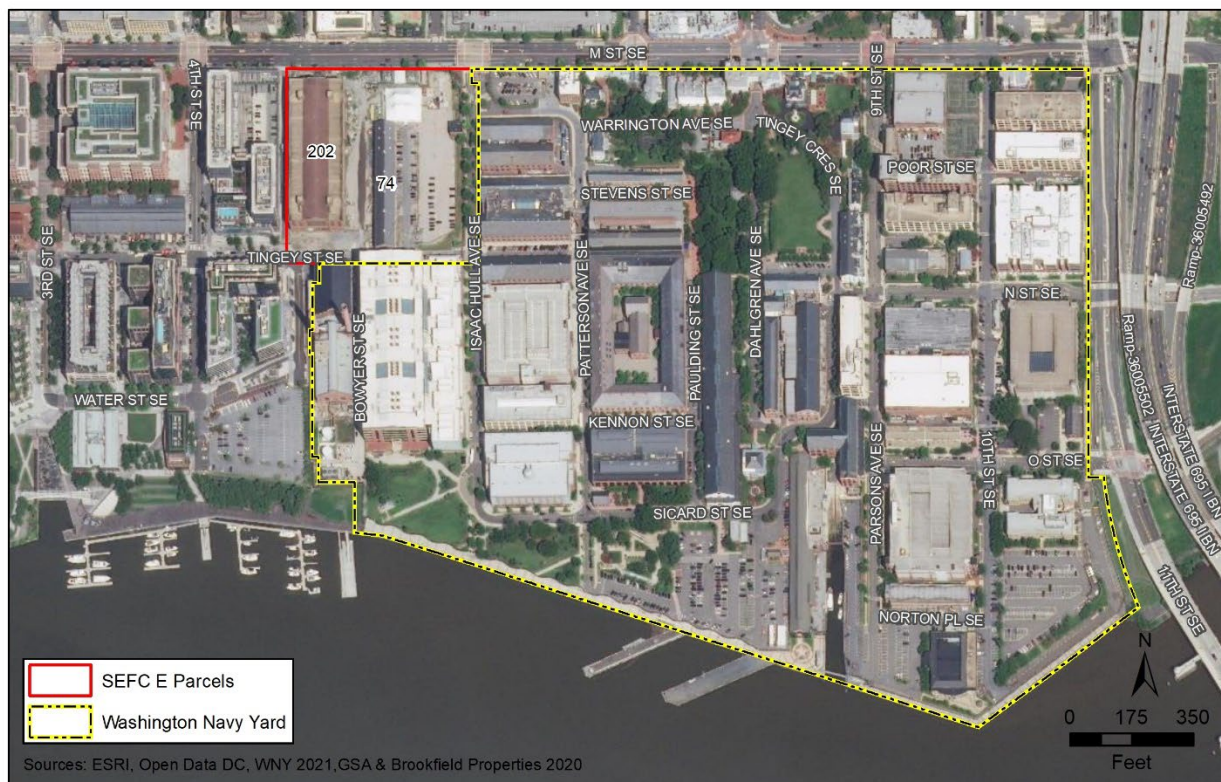 M ST SE
4TH ST SE
9TH ST SE
WARRINGTON AVE SE
TINGEY CRES SE
202
74
POOR ST SE
STEVENS ST SE
3RD ST SE
TINGEY ST SE
ISAAC HULL AVE SE
PATTERSON AVE SE
PAULDING ST SE
DAHLGREN AVE SE
N ST SE
Ramp-36005492
Ramp-36005502
INTERSTATE 695 I BN
INTERSTATE 695 I BN
BOWYER ST SE
WATER ST SE
KENNON ST SE
PARSONS AVE SE
10TH ST SE
O ST SE
SICARD ST SE
11TH ST SE
NORTON PL SE
N
0 175 350
Feet
SEFC E Parcels
Washington Navy Yard
Sources: ESRI, Open Data DC, WNY 2021,GSA & Brookfield Properties 2020